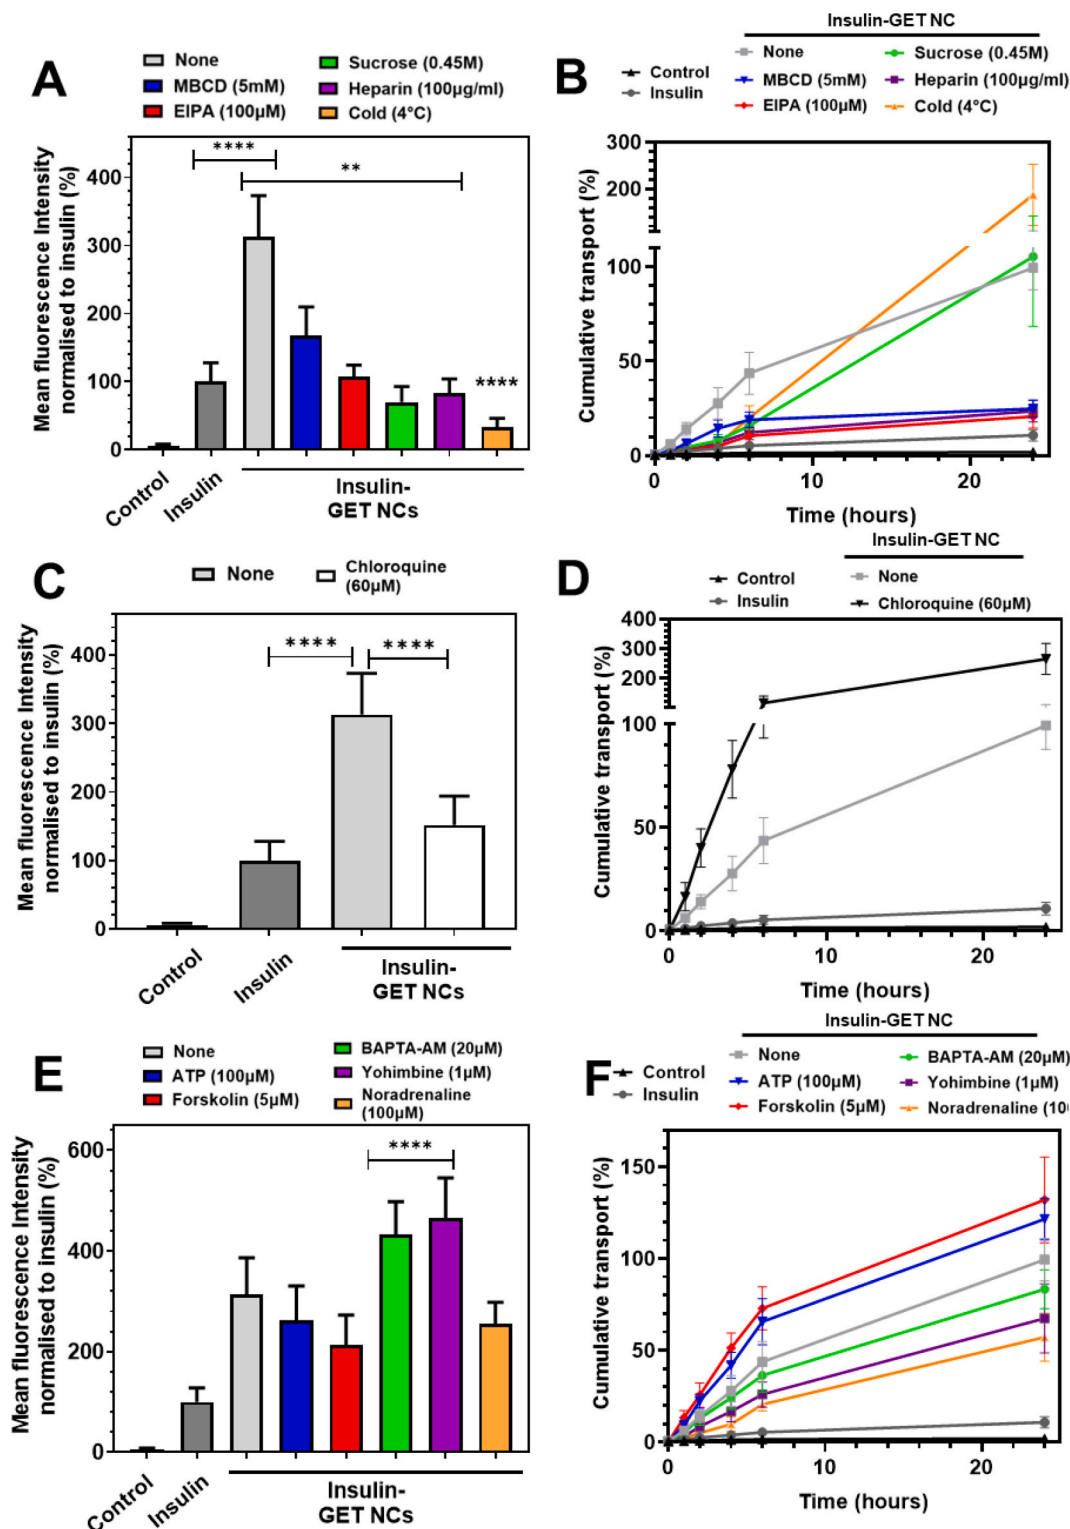 A
None
MBCD (5mM)
EIPA (100µM)
Sucrose (0.45M)
Heparin (100µg/ml)
Cold (4°C)
Mean fluorescence Intensity
normalised to insulin (%)
400
300
200
100
0
****
**
****
Control
Insulin
Insulin-
GET NCs
B
Insulin-GET NC
Control
Insulin
None
MBCD (5mM)
EIPA (100µM)
Sucrose (0.45M)
Heparin (100µg/ml)
Cold (4°C)
Cumulative transport (%)
300
200
100
50
0
0
10
20
Time (hours)
C
None
Chloroquine
(60µM)
Mean fluorescence Intensity
normalised to insulin (%)
400
300
200
100
0
****
****
Control
Insulin
Insulin-
GET NCs
D
Insulin-GET NC
Control
Insulin
None
Chloroquine (60µM)
Cumulative transport (%)
400
300
200
100
50
0
0
10
20
Time (hours)
E
None
ATP (100µM)
Forskolin (5µM)
BAPTA-AM (20µM)
Yohimbine (1µM)
Noradrenaline
(100µM)
Mean fluorescence Intensity
normalised to insulin (%)
600
400
200
0
****
Control
Insulin
Insulin-
GET NCs
F
Insulin-GET NC
Control
Insulin
None
ATP (100µM)
Forskolin (5µM)
BAPTA-AM (20µM)
Yohimbine (1µM)
Noradrenaline (10
Cumulative transport (%)
150
100
50
0
0
10
20
Time (hours)